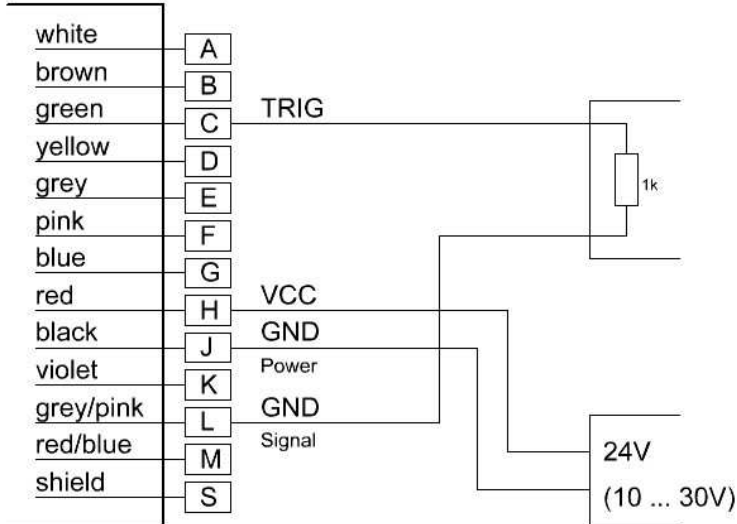 white
A
brown
B
green
C
TRIG
yellow
D
grey
E
1k
pink
F
blue
G
red
H
VCC
black
J
GND
Power
violet
K
grey/pink
L
GND
Signal
red/blue
M
24V
shield
S
(10 ... 30V)